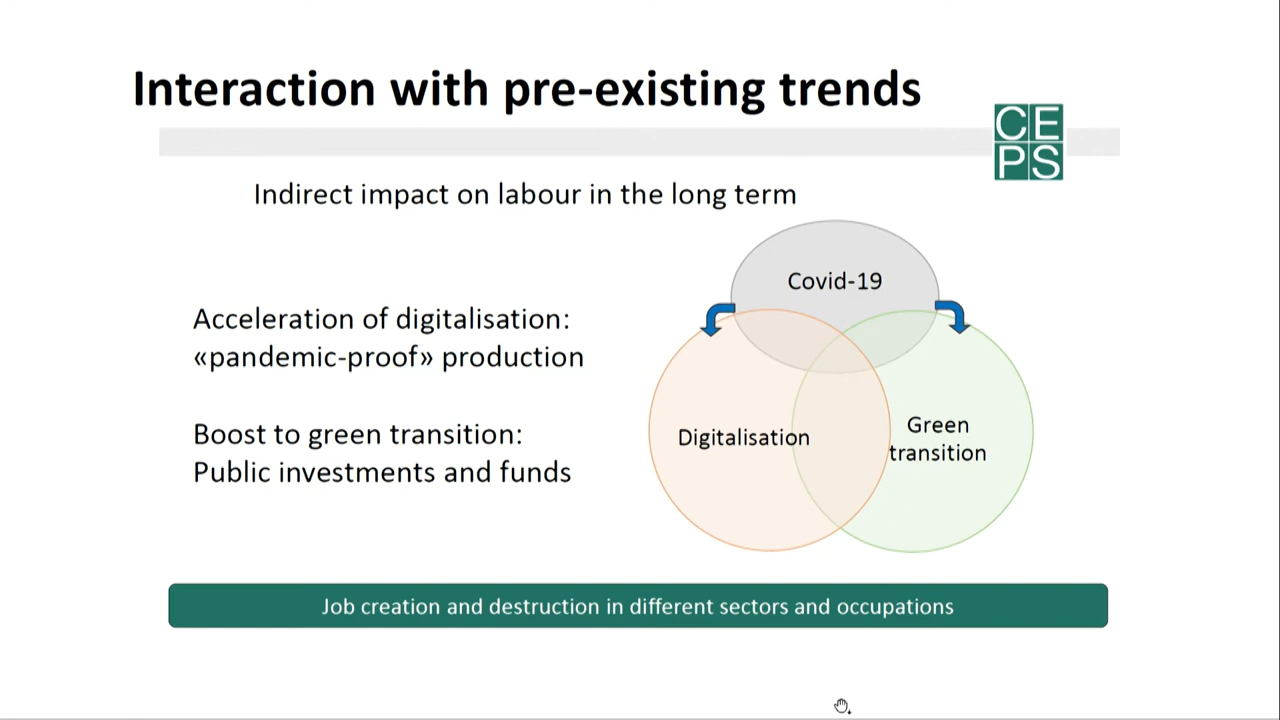 Interaction with pre-existing trends
CE
PS
Indirect impact on labour in the long term
Acceleration of digitalisation:
«pandemic-proof» production
Boost to green transition:
Public investments and funds
Covid-19
Digitalisation
Green
transition
Job creation and destruction in different sectors and occupations